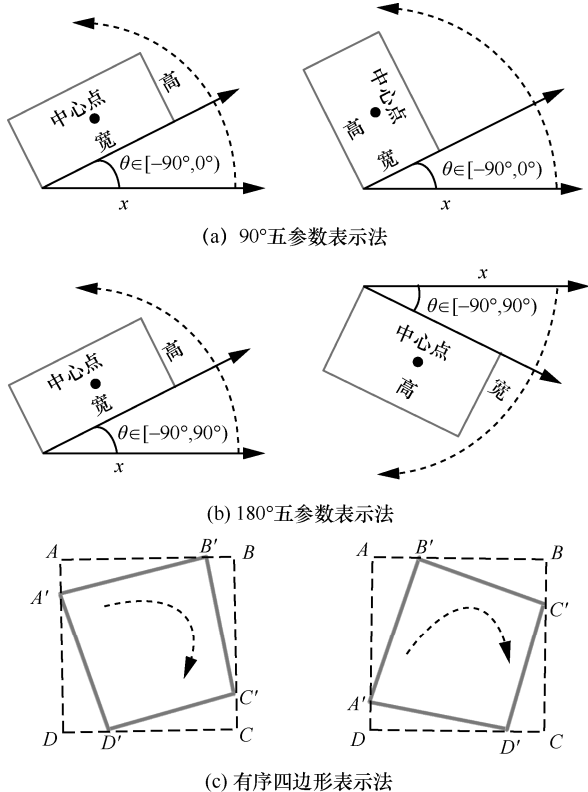 中心点
高
宽
θ∈[−90°,0°)
x
中心点
高
宽
θ∈[−90°,0°)
x
(a) 90°五参数表示法
中心点
高
宽
θ∈[−90°,90°)
x
x
θ∈[−90°,90°)
中心点
高
宽
(b) 180°五参数表示法
A
B′
B
A′
C′
D
D′
C
A
B′
B
C′
A′
D
D′
C
(c) 有序四边形表示法